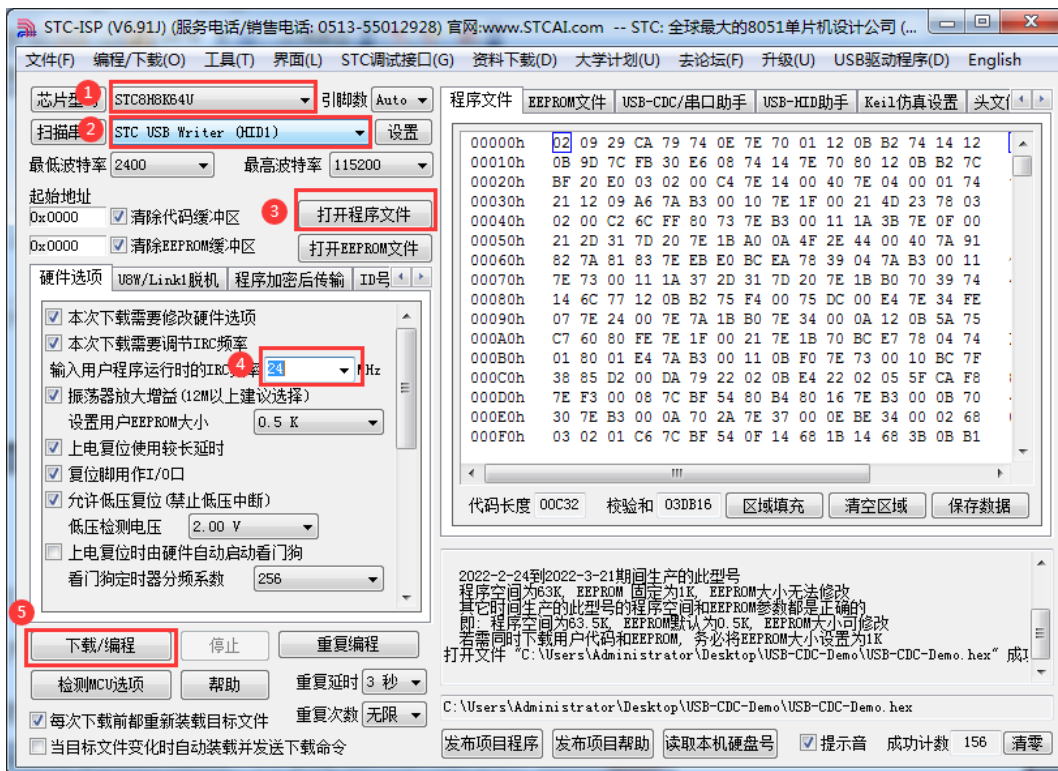 STC-ISP (V6.91J) (服务电话/销售电话: 0513-55012928) 官网:www.STCAI.com -- STC: 全球最大的8051单片机设计公司 (...
文件(F) 编程/下载(O) 工具(T) 界面(L) STC调试接口(G) 资料下载(D) 大学计划(U) 去论坛(F) 升级(U) USB驱动程序(D) English
芯片型 1 STC8H8K64U 引脚数 Auto
扫描串 2 STC USB Writer (HID1) 设置
最低波特率 2400 最高波特率 115200
起始地址
0x0000 清除代码缓冲区 3 打开程序文件
0x0000 清除EEPROM缓冲区 打开EEPROM文件
硬件选项 U8W/Link1脱机 程序加密后传输 ID号
本次下载需要修改硬件选项
本次下载需要调节IRC频率
输入用户程序运行时的IRC 4 率 24 MHz
振荡器放大增益(12M以上建议选择)
设置用户EEPROM大小 0.5 K
上电复位使用较长延时
复位脚用作I/O口
允许低压复位(禁止低压中断)
低压检测电压 2.00 V
上电复位时由硬件自动启动看门狗
看门狗定时器分频系数 256
5
下载/编程 停止 重复编程
检测MCU选项 帮助 重复延时 3 秒
每次下载前都重新装载目标文件 重复次数 无限
当目标文件变化时自动装载并发送下载命令
程序文件 EEPROM文件 USB-CDC/串口助手 USB-HID助手 Keil仿真设置 头文
00000h 02 09 29 CA 79 74 0E 7E 70 01 12 0B B2 74 14 12
00010h 0B 9D 7C FB 30 E6 08 74 14 7E 70 80 12 0B B2 7C
00020h BF 20 E0 03 02 00 C4 7E 14 00 40 7E 04 00 01 74
00030h 21 12 09 A6 7A B3 00 10 7E 1F 00 21 4D 23 78 03
00040h 02 00 C2 6C FF 80 73 7E B3 00 11 1A 3B 7E 0F 00
00050h 21 2D 31 7D 20 7E 1B A0 0A 4F 2E 44 00 40 7A 91
00060h 82 7A 81 83 7E EB E0 BC EA 78 39 04 7A B3 00 11
00070h 7E 73 00 11 1A 37 2D 31 7D 20 7E 1B B0 70 39 74
00080h 14 6C 77 12 0B B2 75 F4 00 75 DC 00 E4 7E 34 FE
00090h 07 7E 24 00 7E 7A 1B B0 7E 34 00 0A 12 0B 5A 75
000A0h C7 60 80 FE 7E 1F 00 21 7E 1B 70 BC E7 78 04 74
000B0h 01 80 01 E4 7A B3 00 11 0B F0 7E 73 00 10 BC 7F
000C0h 38 85 D2 00 DA 79 22 02 0B E4 22 02 05 5F CA F8
000D0h 7E F3 00 08 7C BF 54 80 B4 80 16 7E B3 00 0B 70
000E0h 30 7E B3 00 0A 70 2A 7E 37 00 0E BE 34 00 02 68
000F0h 03 02 01 C6 7C BF 54 0F 14 68 1B 14 68 3B 0B B1
代码长度 00C32 校验和 03DB16 区域填充 清空区域 保存数据
2022-2-24到2022-3-21期间生产的此型号
程序空间为63K, EEPROM 固定为1K, EEPROM大小无法修改
其它时间生产的此型号的程序空间和EEPROM参数都是正确的
即: 程序空间为63.5K, EEPROM默认为0.5K, EEPROM大小可修改
若需同时下载用户代码和EEPROM, 务必将EEPROM大小设置为1K
打开文件 "C:\Users\Administrator\Desktop\USB-CDC-Demo\USB-CDC-Demo.hex" 成
C:\Users\Administrator\Desktop\USB-CDC-Demo\USB-CDC-Demo.hex
发布项目程序 发布项目帮助 读取本机硬盘号 提示音 成功计数 156 清零